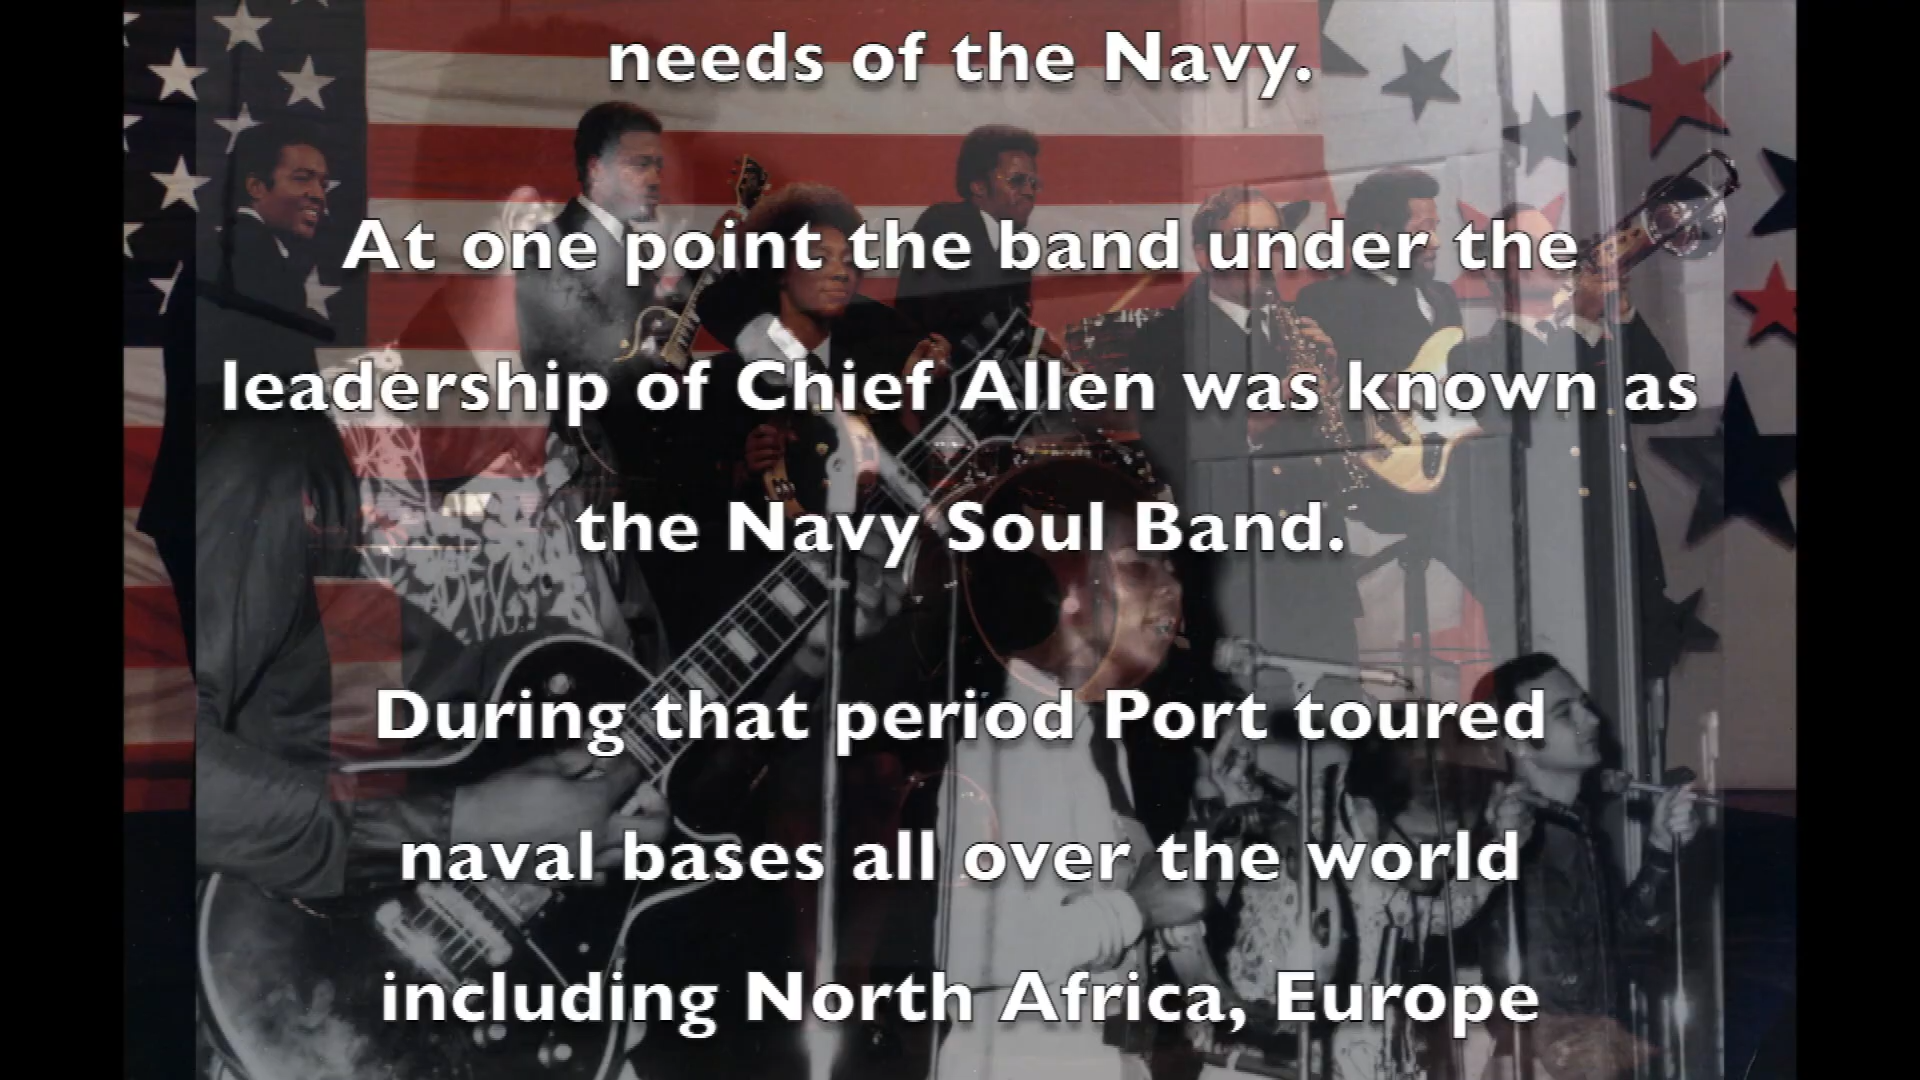 needs of the Navy.
At one point the band under the
leadership of Chief Allen was known as
the Navy Soul Band.
During that period Port toured
naval bases all over the world
including North Africa, Europe